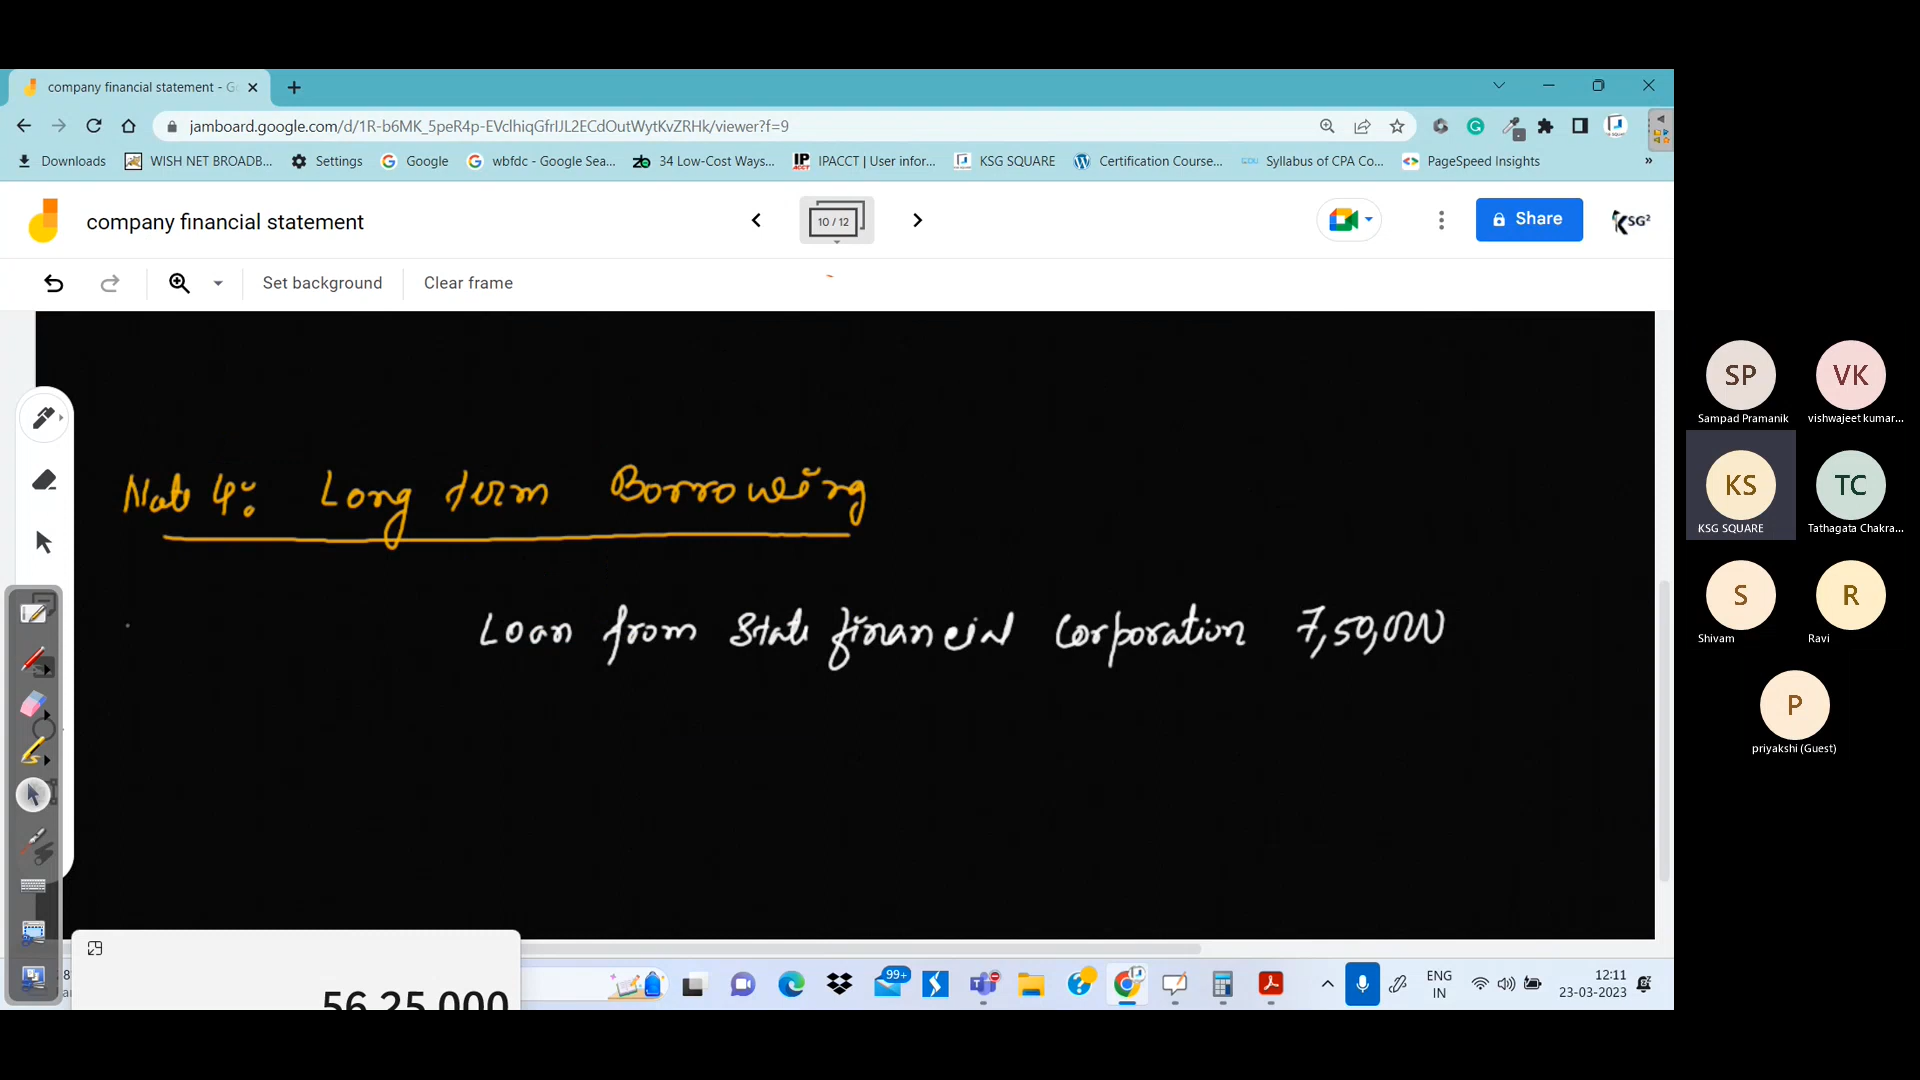 company financial statement - G
jamboard.google.com/d/1R-b6MK_5peR4p-EVclhiqGfrIJL2ECdOutWytKvZRHk/viewer?f=9
Downloads WISH NET BROADB... Settings Google wbfdc - Google Sea... 34 Low-Cost Ways... IPACCT | User infor... KSG SQUARE Certification Course... Syllabus of CPA Co... PageSpeed Insights »
company financial statement 10 / 12 Share KSG²
Set background Clear frame
Note 4: Long term Borrowing
Loan from State financial Corporation 7,50,000
56,25,000
99+
ENG
IN
12:11
23-03-2023
SP VK
Sampad Pramanik vishwajeet kumar...
KS TC
KSG SQUARE Tathagata Chakra...
S R
Shivam Ravi
P
priyakshi (Guest)